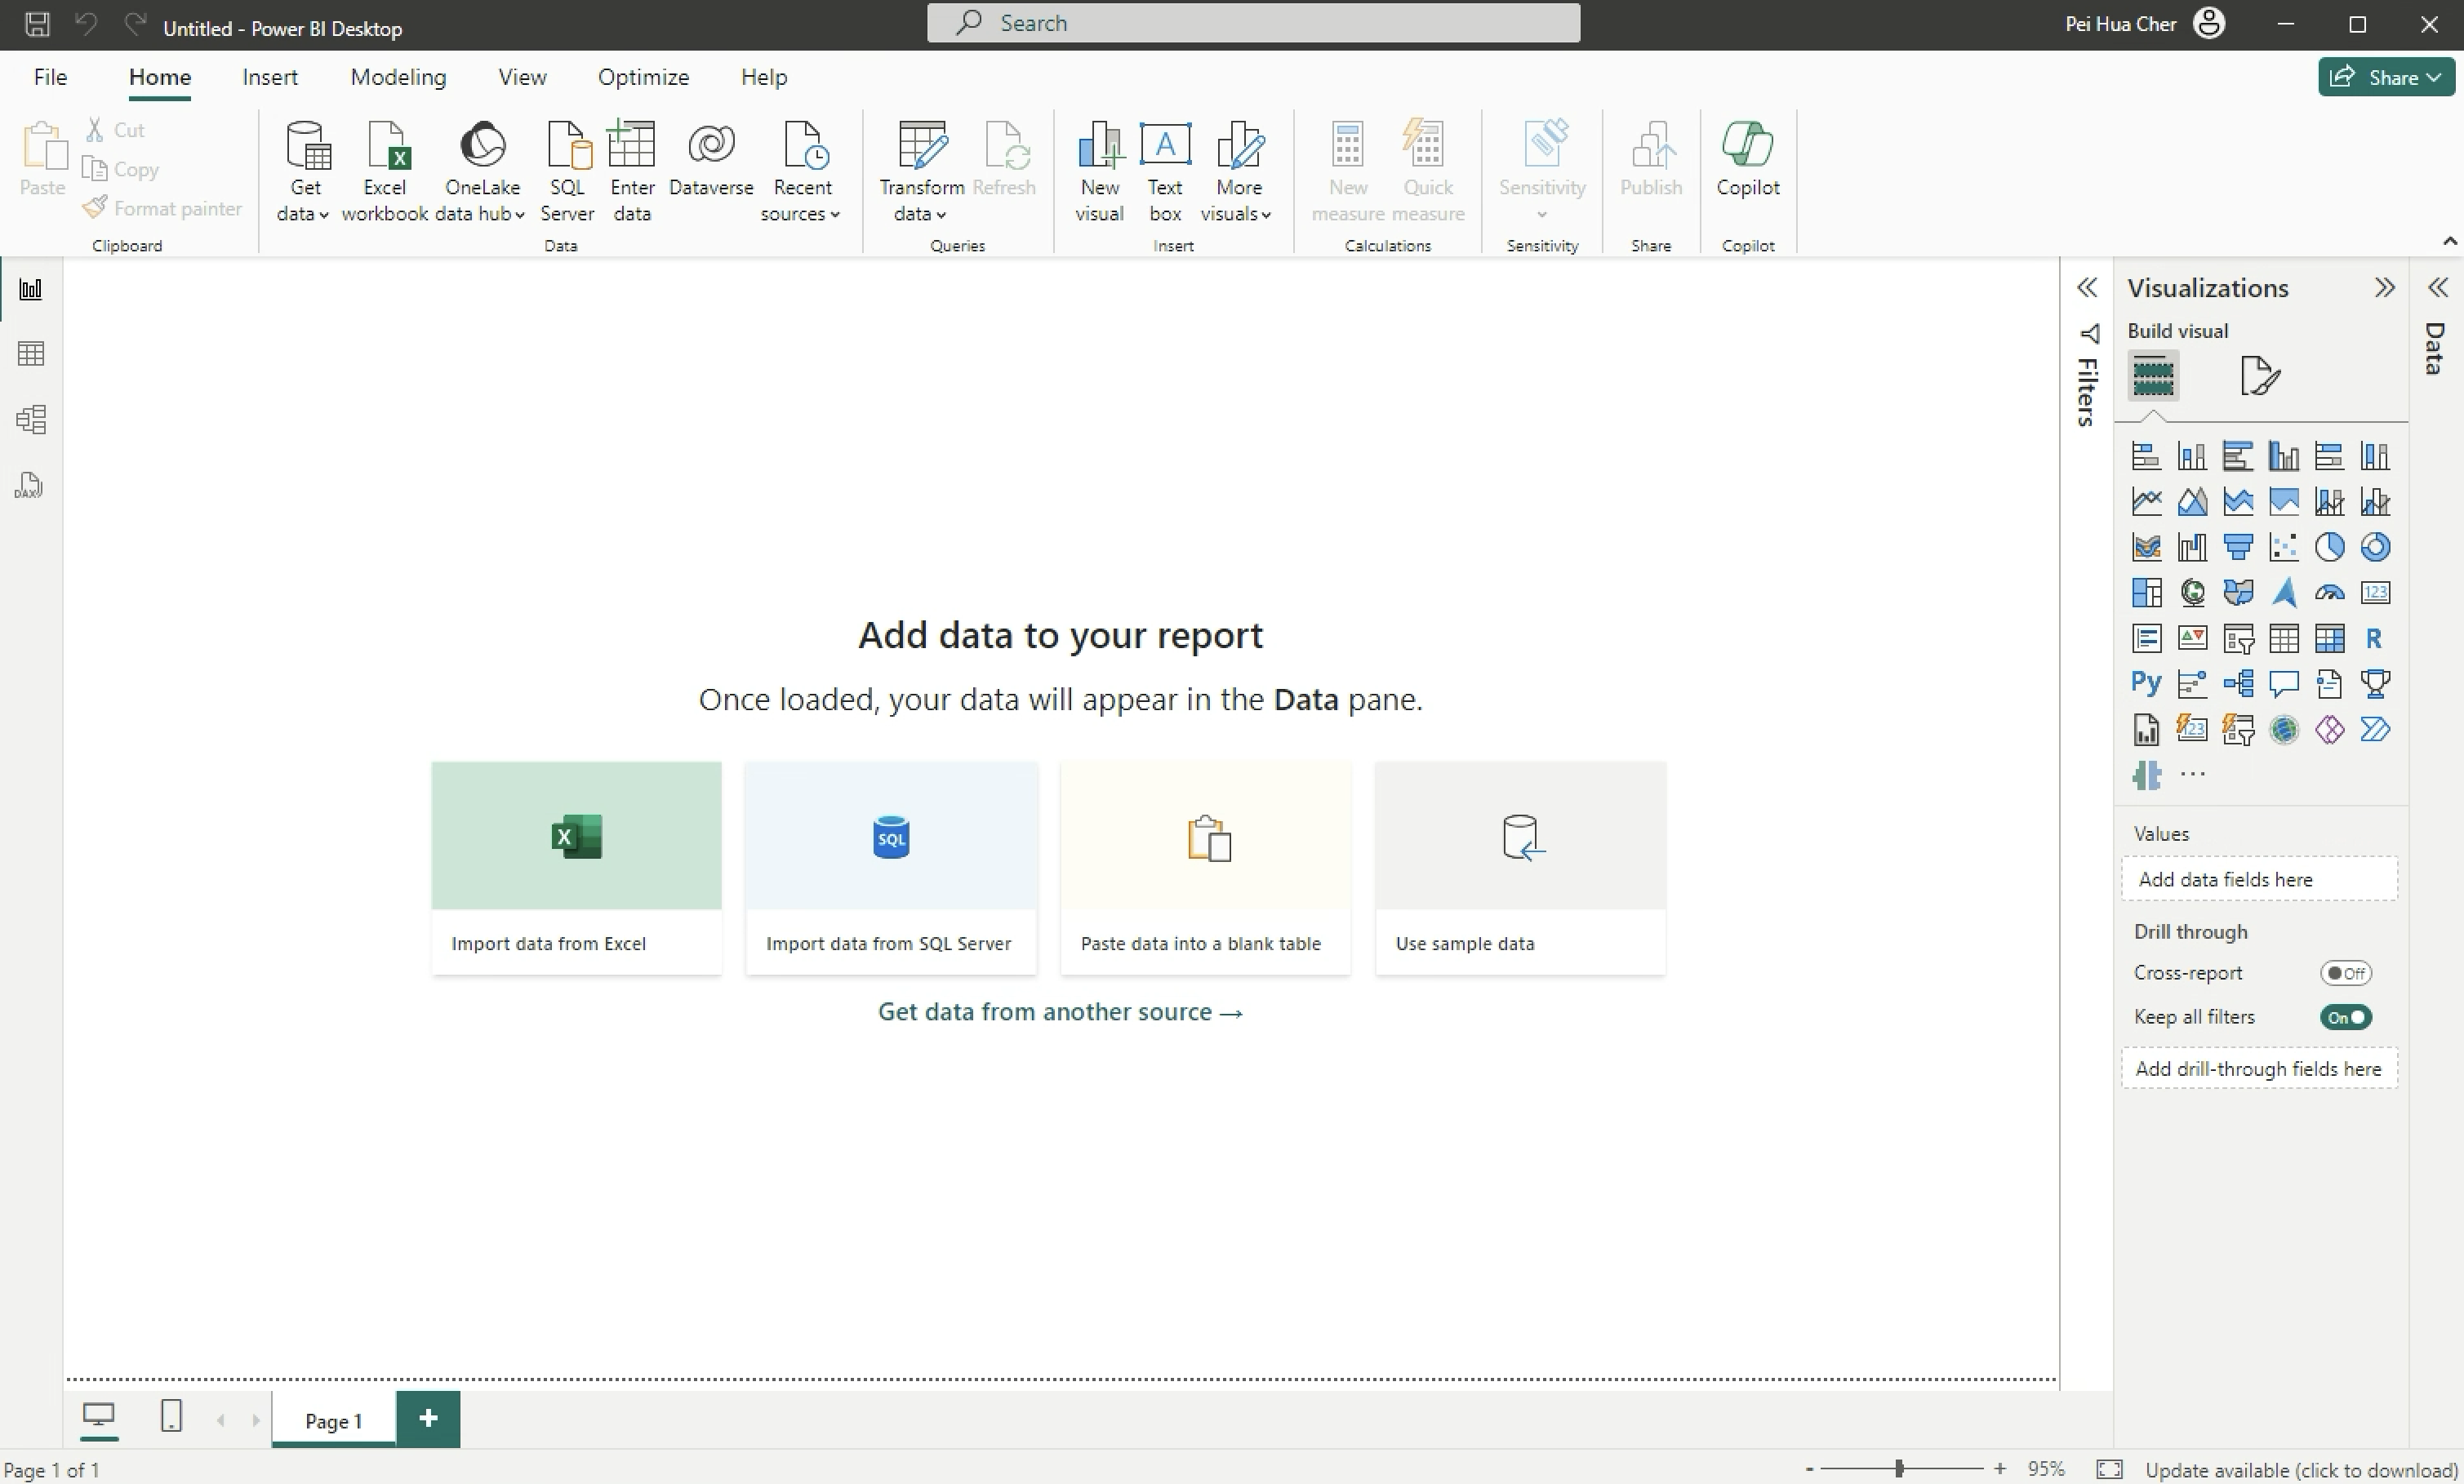 Untitled - Power BI Desktop
Search
Pei Hua Cher
File
Home
Insert
Modeling
View
Optimize
Help
Share
Paste
Cut
Copy
Format painter
Clipboard
Get
data
Excel
workbook
OneLake
data hub
SQL
Server
Enter
data
Dataverse
Recent
sources
Data
Transform
data
Refresh
Queries
New
visual
Text
box
More
visuals
Insert
New
measure
Quick
measure
Calculations
Sensitivity
Sensitivity
Publish
Share
Copilot
Copilot
DAX
Add data to your report
Once loaded, your data will appear in the Data pane.
X
SQL
Import data from Excel
Import data from SQL Server
Paste data into a blank table
Use sample data
Get data from another source →
Filters
Visualizations
Build visual
123
R
Py
123
Values
Add data fields here
Drill through
Cross-report
Off
Keep all filters
On
Add drill-through fields here
Data
Page 1
+
Page 1 of 1
- + 95%
Update available (click to download)